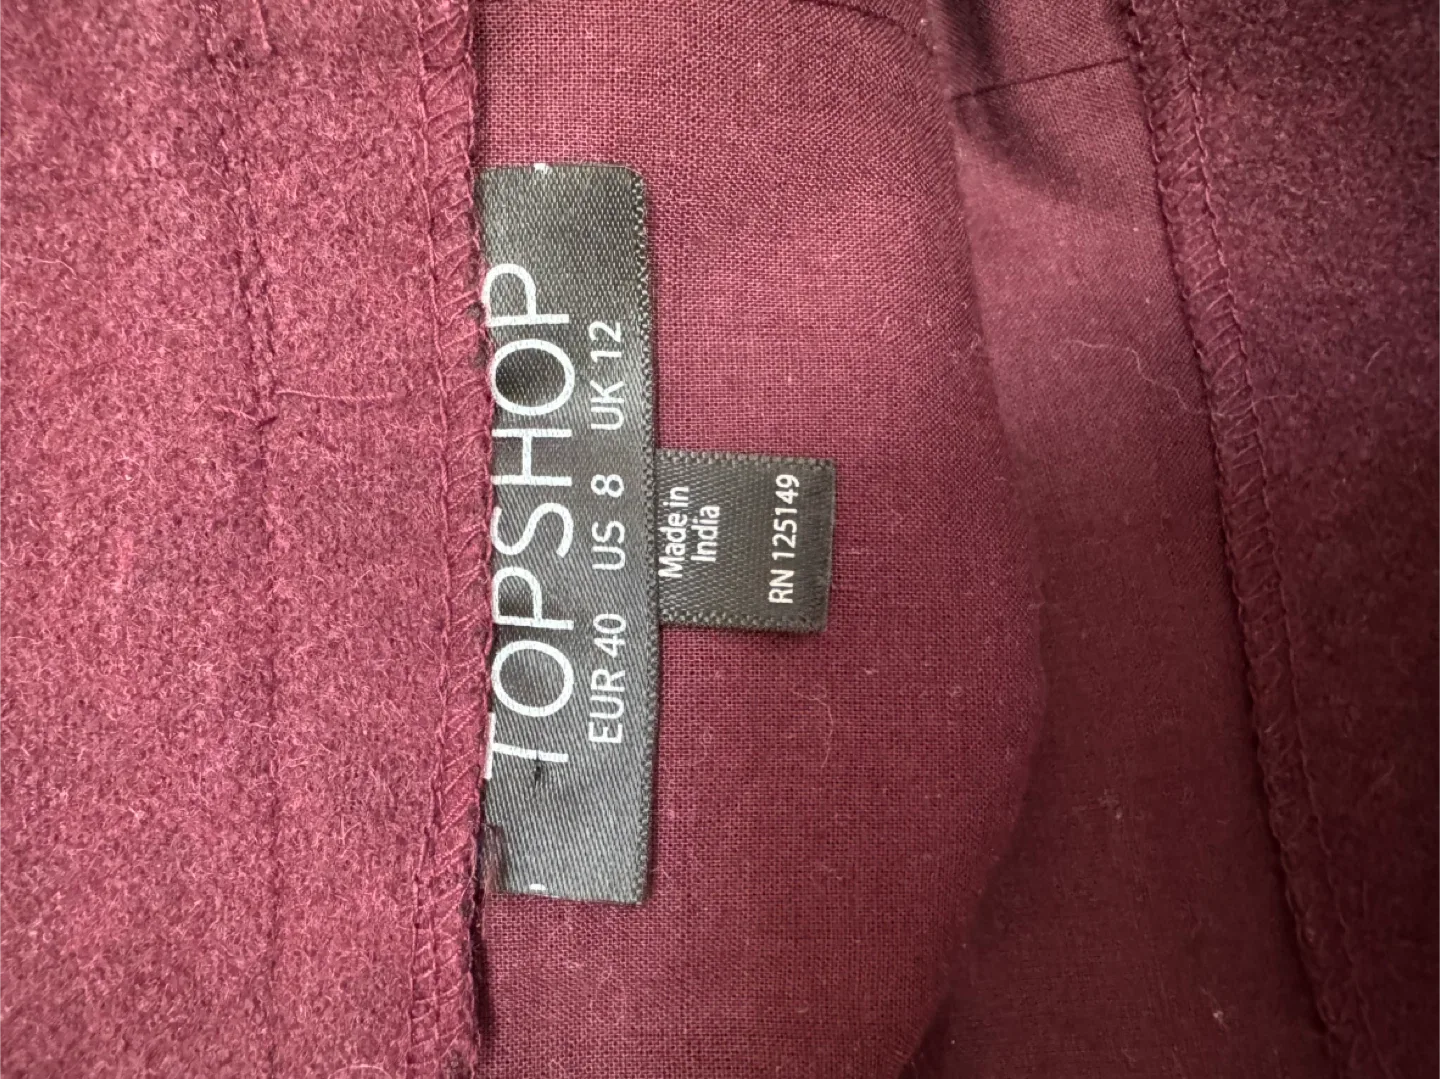 TOPSHOP
EUR 40 US 8 UK 12
Made in
India
RN 125149